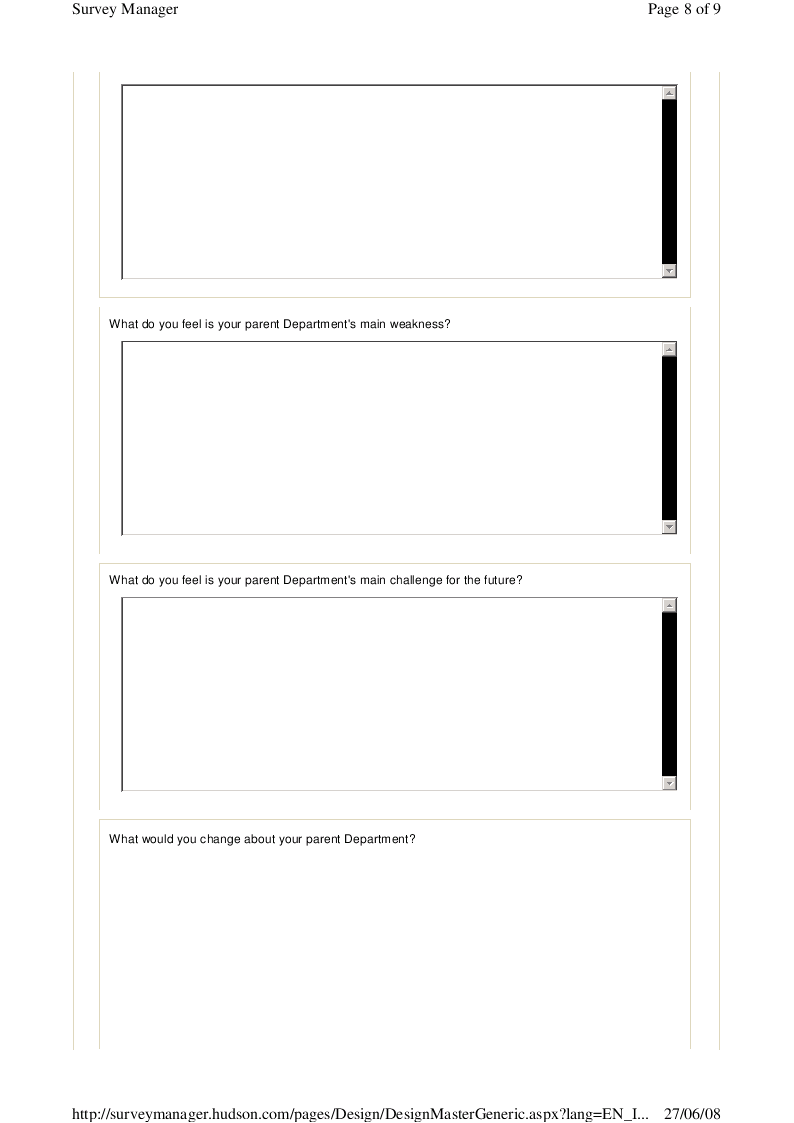 Survey Manager
Page 8 of 9
What do you feel is your parent Department's main weakness?
What do you feel is your parent Department's main challenge for the future?
What would you change about your parent Department?
http://surveymanager.hudson.com/pages/Design/DesignMasterGeneric.aspx?lang=EN_I... 27/06/08